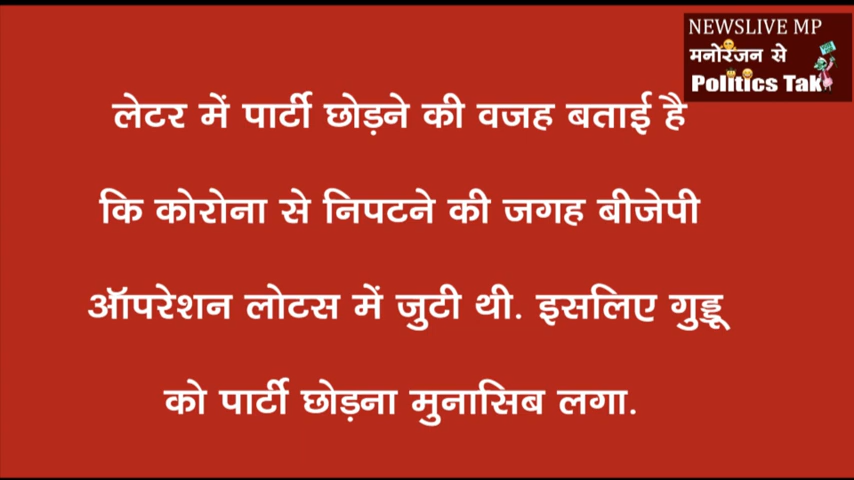 NEWSLIVE MP
मनोरंजन से
Politics Tak
लेटर में पार्टी छोड़ने की वजह बताई है
कि कोरोना से निपटने की जगह बीजेपी
ऑपरेशन लोटस में जुटी थी. इसलिए गुड्डू
को पार्टी छोड़ना मुनासिब लगा.